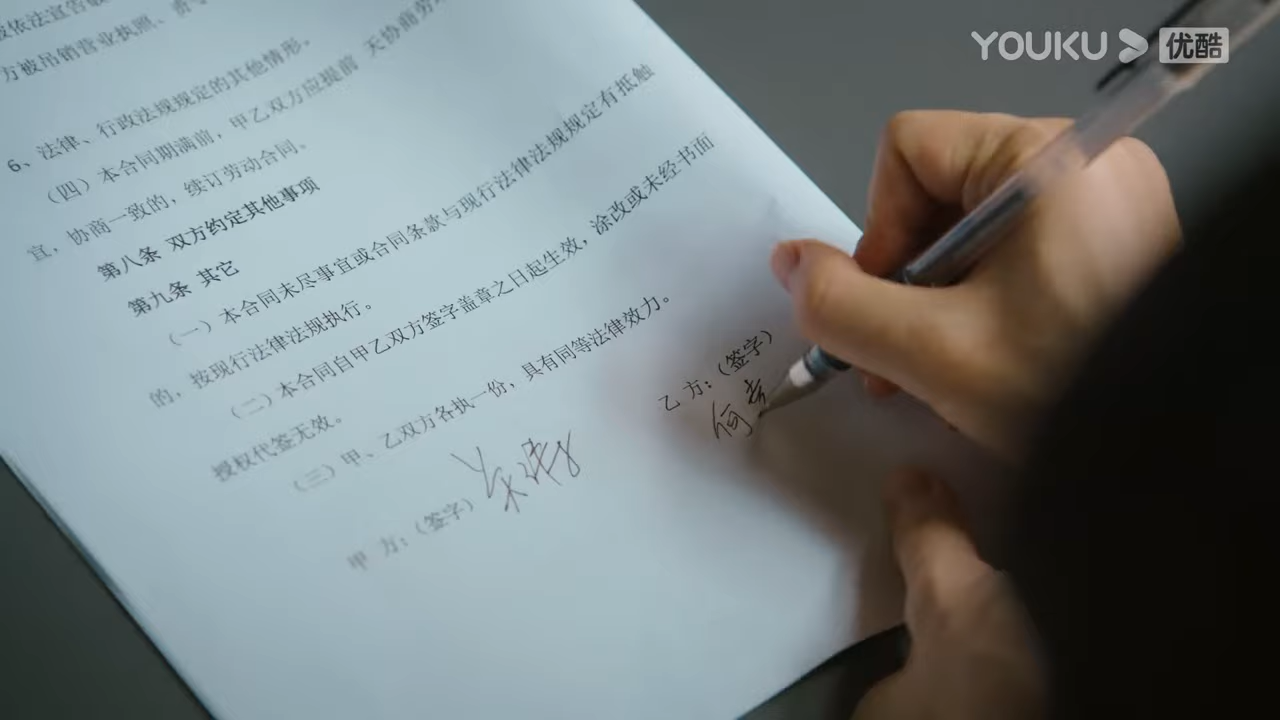 YOUKU 优酷
被依法宣告破
方被吊销营业执照、责
6、法律、行政法规规定的其他情形。
（四）本合同期满前，甲乙双方应提前 天协商劳动
宜，协商一致的，续订劳动合同。
第八条 双方约定其他事项
第九条 其它
（一）本合同未尽事宜或合同条款与现行法律法规规定有抵触
的，按现行法律法规执行。
（二）本合同自甲乙双方签字盖章之日起生效，涂改或未经书面
授权代签无效。
（三）甲、乙双方各执一份，具有同等法律效力。
乙 方：（签字）
何
甲 方：（签字）